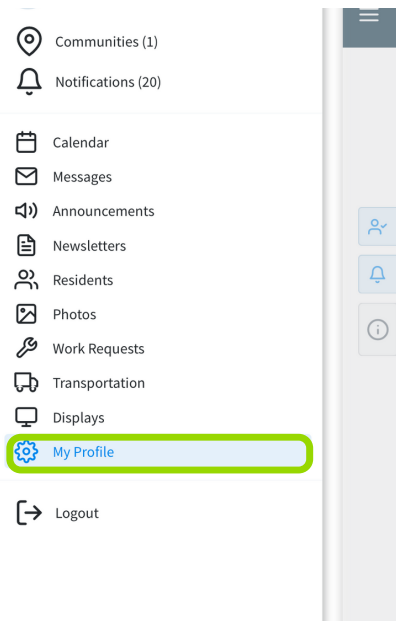 Communities (1)
Notifications (20)
Calendar
Messages
Announcements
Newsletters
Residents
Photos
Work Requests
Transportation
Displays
My Profile
Logout